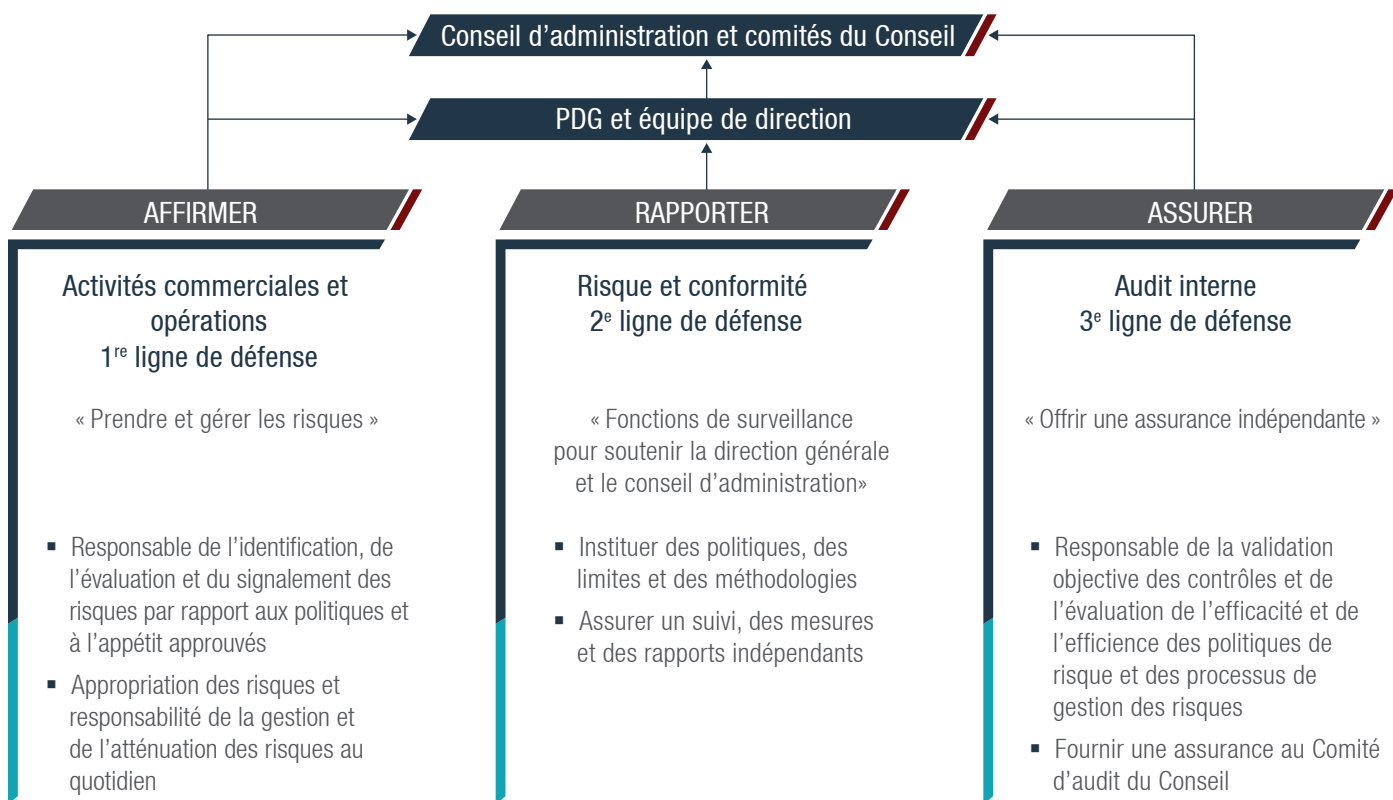 Conseil d’administration et comités du Conseil
PDG et équipe de direction
AFFIRMER
Activités commerciales et
opérations
1re ligne de défense
« Prendre et gérer les risques »
▪ Responsable de l’identification, de
l’évaluation et du signalement des
risques par rapport aux politiques et
à l’appétit approuvés
▪ Appropriation des risques et
responsabilité de la gestion et
de l’atténuation des risques au
quotidien
RAPPORTER
Risque et conformité
2e ligne de défense
« Fonctions de surveillance
pour soutenir la direction générale
et le conseil d’administration»
▪ Instituer des politiques, des
limites et des méthodologies
▪ Assurer un suivi, des mesures
et des rapports indépendants
ASSURER
Audit interne
3e ligne de défense
« Offrir une assurance indépendante »
▪ Responsable de la validation
objective des contrôles et de
l’évaluation de l’efficacité et de
l’efficience des politiques de
risque et des processus de
gestion des risques
▪ Fournir une assurance au Comité
d’audit du Conseil